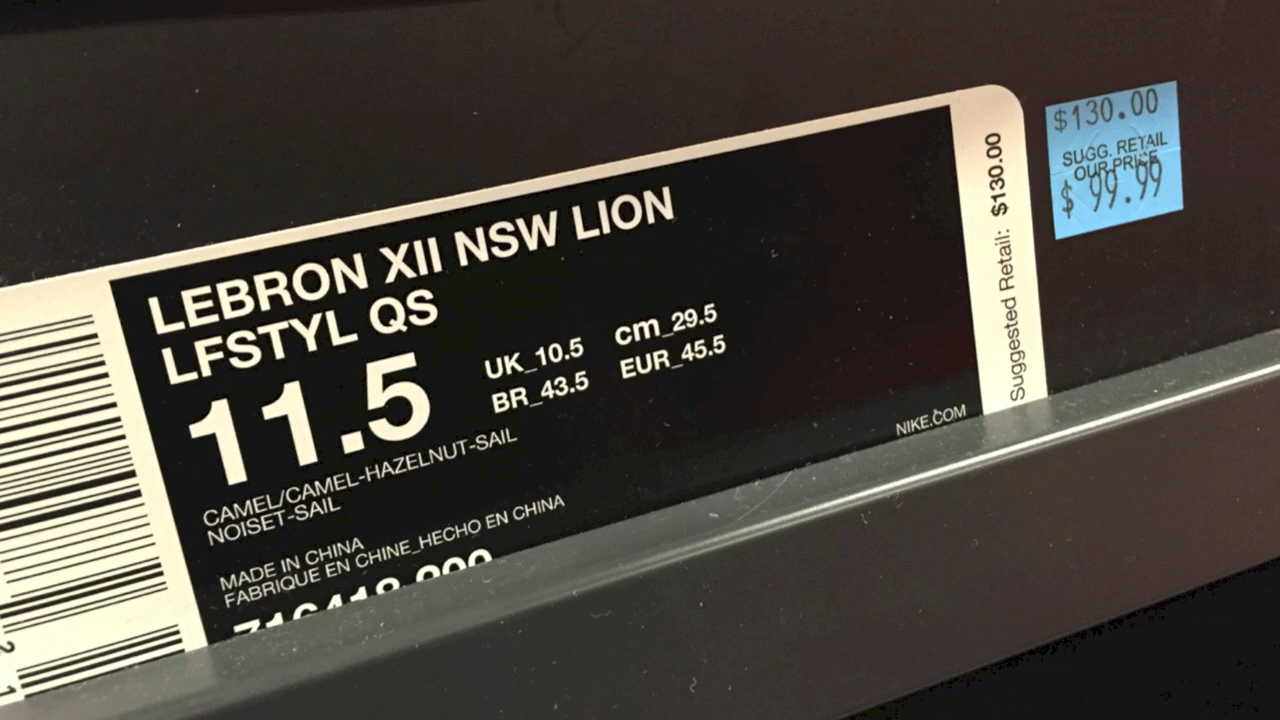 LEBRON XII NSW LION
LFSTYL QS
11.5
UK_10.5 cm_29.5
BR_43.5 EUR_45.5
CAMEL/CAMEL-HAZELNUT-SAIL
NOISET-SAIL
MADE IN CHINA
FABRIQUE EN CHINE_HECHO EN CHINA
NIKE.COM
Suggested Retail: $130.00
$130.00
SUGG. RETAIL
OUR PRICE
$ 99.99